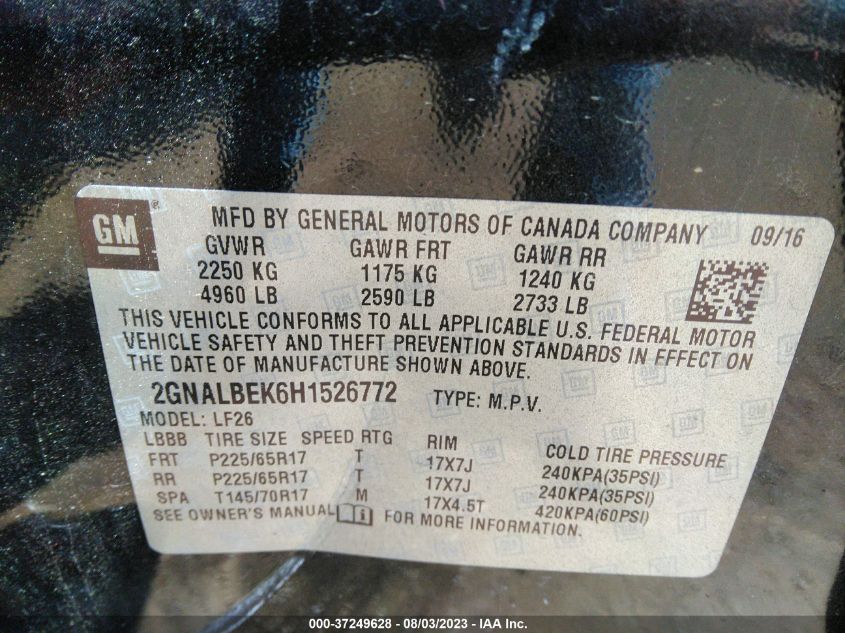 GM
MFD BY GENERAL MOTORS OF CANADA COMPANY 09/16
GVWR GAWR FRT GAWR RR
2250 KG 1175 KG 1240 KG
4960 LB 2590 LB 2733 LB
THIS VEHICLE CONFORMS TO ALL APPLICABLE U.S. FEDERAL MOTOR
VEHICLE SAFETY AND THEFT PREVENTION STANDARDS IN EFFECT ON
THE DATE OF MANUFACTURE SHOWN ABOVE.
2GNALBEK6H1526772 TYPE: M.P.V.
MODEL: LF26
LBBB TIRE SIZE SPEED RTG RIM COLD TIRE PRESSURE
FRT P225/65R17 T 17X7J 240KPA(35PSI)
RR P225/65R17 T 17X7J 240KPA(35PSI)
SPA T145/70R17 M 17X4.5T 420KPA(60PSI)
SEE OWNER'S MANUAL FOR MORE INFORMATION.
000-37249628 - 08/03/2023 - IAA Inc.